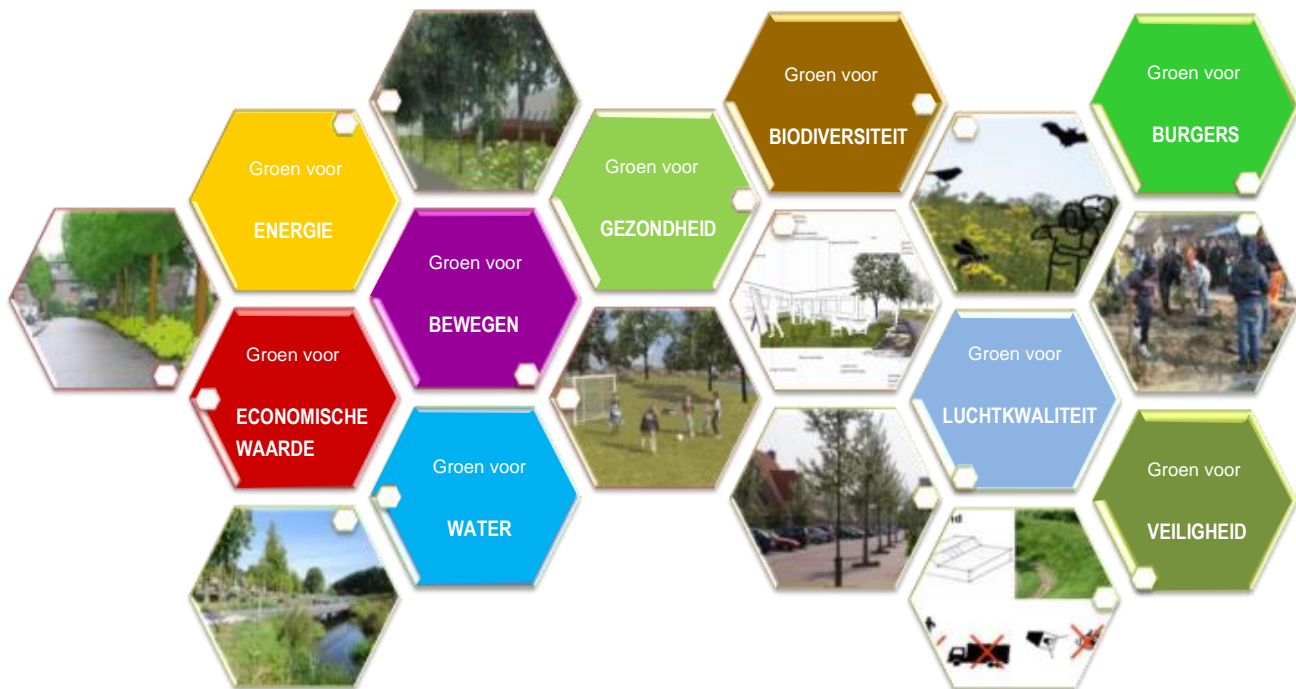 Groen voor
ENERGIE
Groen voor
ECONOMISCHE
WAARDE
Groen voor
BEWEGEN
Groen voor
WATER
Groen voor
GEZONDHEID
Groen voor
BIODIVERSITEIT
Groen voor
LUCHTKWALITEIT
Groen voor
BURGERS
Groen voor
VEILIGHEID